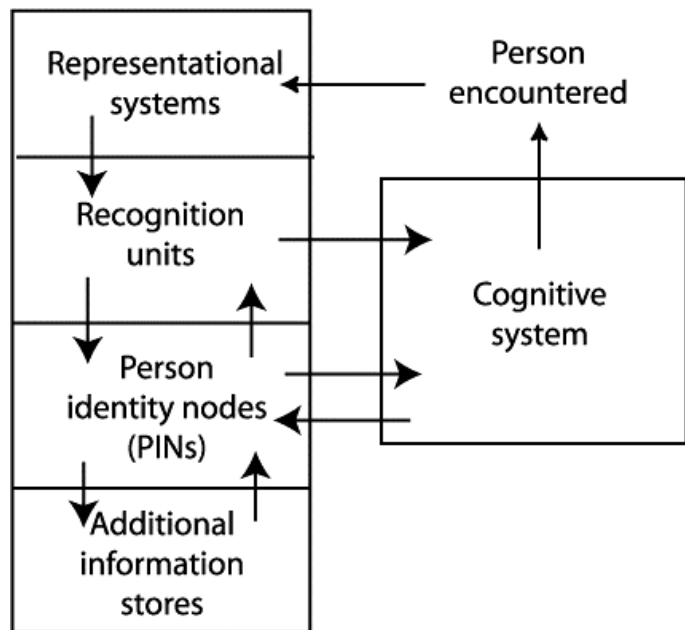 Representational
systems
Person
encountered
Recognition
units
Cognitive
system
Person
identity nodes
(PINs)
Additional
information
stores